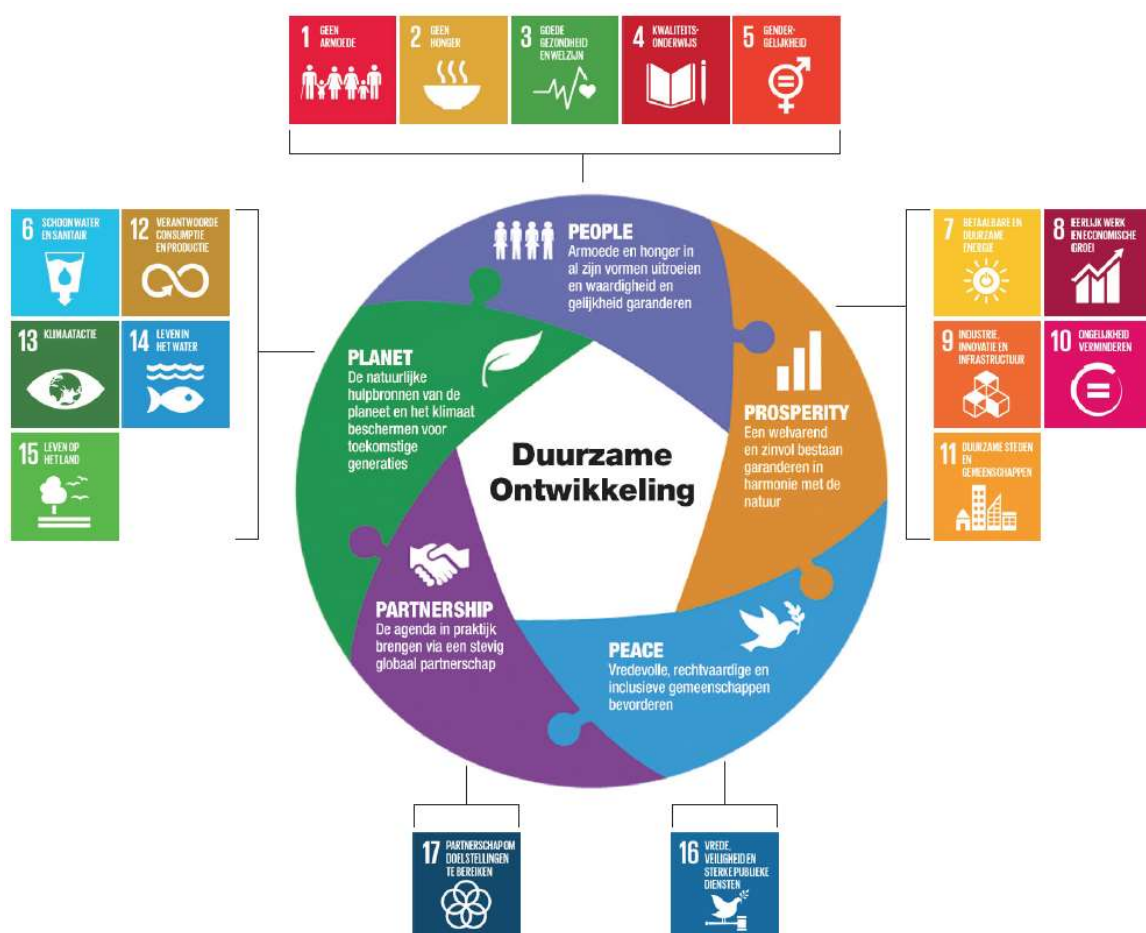 1 GEEN
ARMOEDE
2 GEEN
HONGER
3 GOEDE
GEZONDHEID
EN WELZIJN
4 KWALITEITS-
ONDERWIJS
5 GENDER-
GELIJKHEID
6 SCHOON WATER
EN SANITAIR
12 VERANTWOORDE
CONSUMPTIE
EN PRODUCTIE
13 KLIMAATACTIE
14 LEVEN IN
HET WATER
15 LEVEN OP
HET LAND
7 BETAALBARE EN
DUURZAME
ENERGIE
8 EERLIJK WERK
EN ECONOMISCHE
GROEI
9 INDUSTRIE,
INNOVATIE EN
INFRASTRUCTUUR
10 ONGELIJKHEID
VERMINDEREN
11 DUURZAME STEDEN
EN
GEMEENSCHAPPEN
PEOPLE
Armoede en honger in
al zijn vormen uitroeien
en waardigheid en
gelijkheid garanderen
PLANET
De natuurlijke
hulpbronnen van de
planeet en het klimaat
beschermen voor
toekomstige
generaties
PROSPERITY
Een welvarend
en zinvol bestaan
garanderen in
harmonie met de
natuur
Duurzame
Ontwikkeling
PARTNERSHIP
De agenda in praktijk
brengen via een stevig
globaal partnerschap
PEACE
Vredevolle, rechtvaardige en
inclusieve gemeenschappen
bevorderen
17 PARTNERSCHAP OM
DOELSTELLINGEN
TE BEREIKEN
16 VREDE,
VEILIGHEID EN
STERKE PUBLIEKE
DIENSTEN